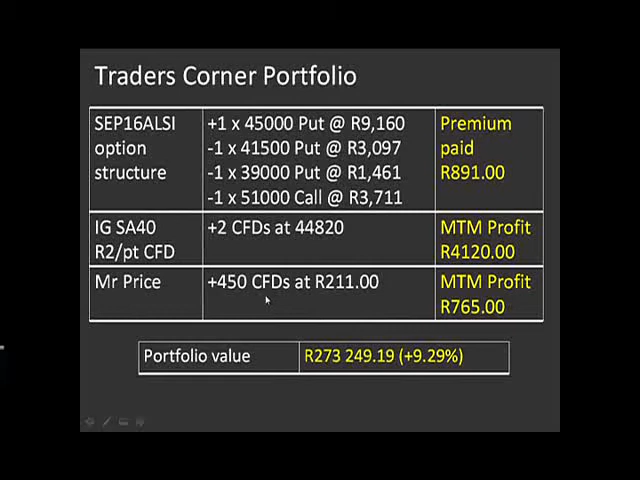 Traders Corner Portfolio
SEP16ALSI option structure
+1 x 45000 Put @ R9,160
-1 x 41500 Put @ R3,097
-1 x 39000 Put @ R1,461
-1 x 51000 Call @ R3,711
Premium paid R891.00
IG SA40 R2/pt CFD
+2 CFDs at 44820
MTM Profit R4120.00
Mr Price
+450 CFDs at R211.00
MTM Profit R765.00
Portfolio value
R273 249.19 (+9.29%)